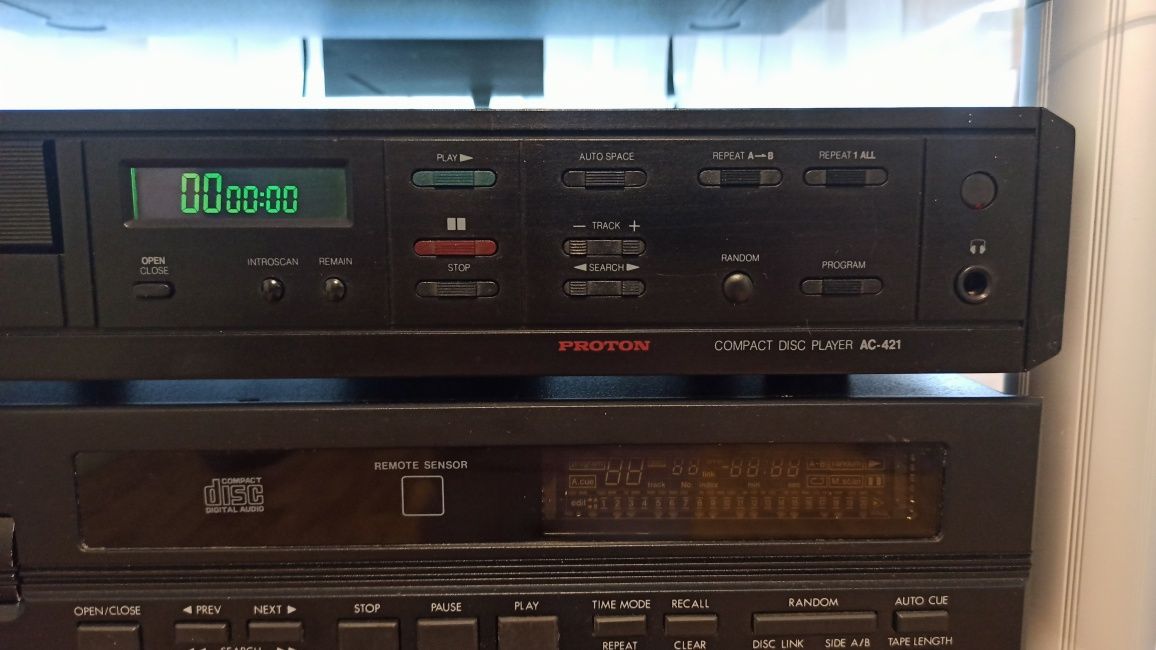 PLAY
AUTO SPACE
REPEAT A B
REPEAT 1 ALL
00 00:00
TRACK
OPEN
CLOSE
INTROSCAN
REMAIN
STOP
SEARCH
RANDOM
PROGRAM
PROTON
COMPACT DISC PLAYER AC-421
COMPACT
disc
DIGITAL AUDIO
REMOTE SENSOR
A-B
A.cue
track
No.
link
index
min
sec
M.scan
edit
OPEN/CLOSE
PREV
NEXT
STOP
PAUSE
PLAY
TIME MODE
RECALL
RANDOM
AUTO CUE
SEARCH
REPEAT
CLEAR
DISC LINK
SIDE A/B
TAPE LENGTH